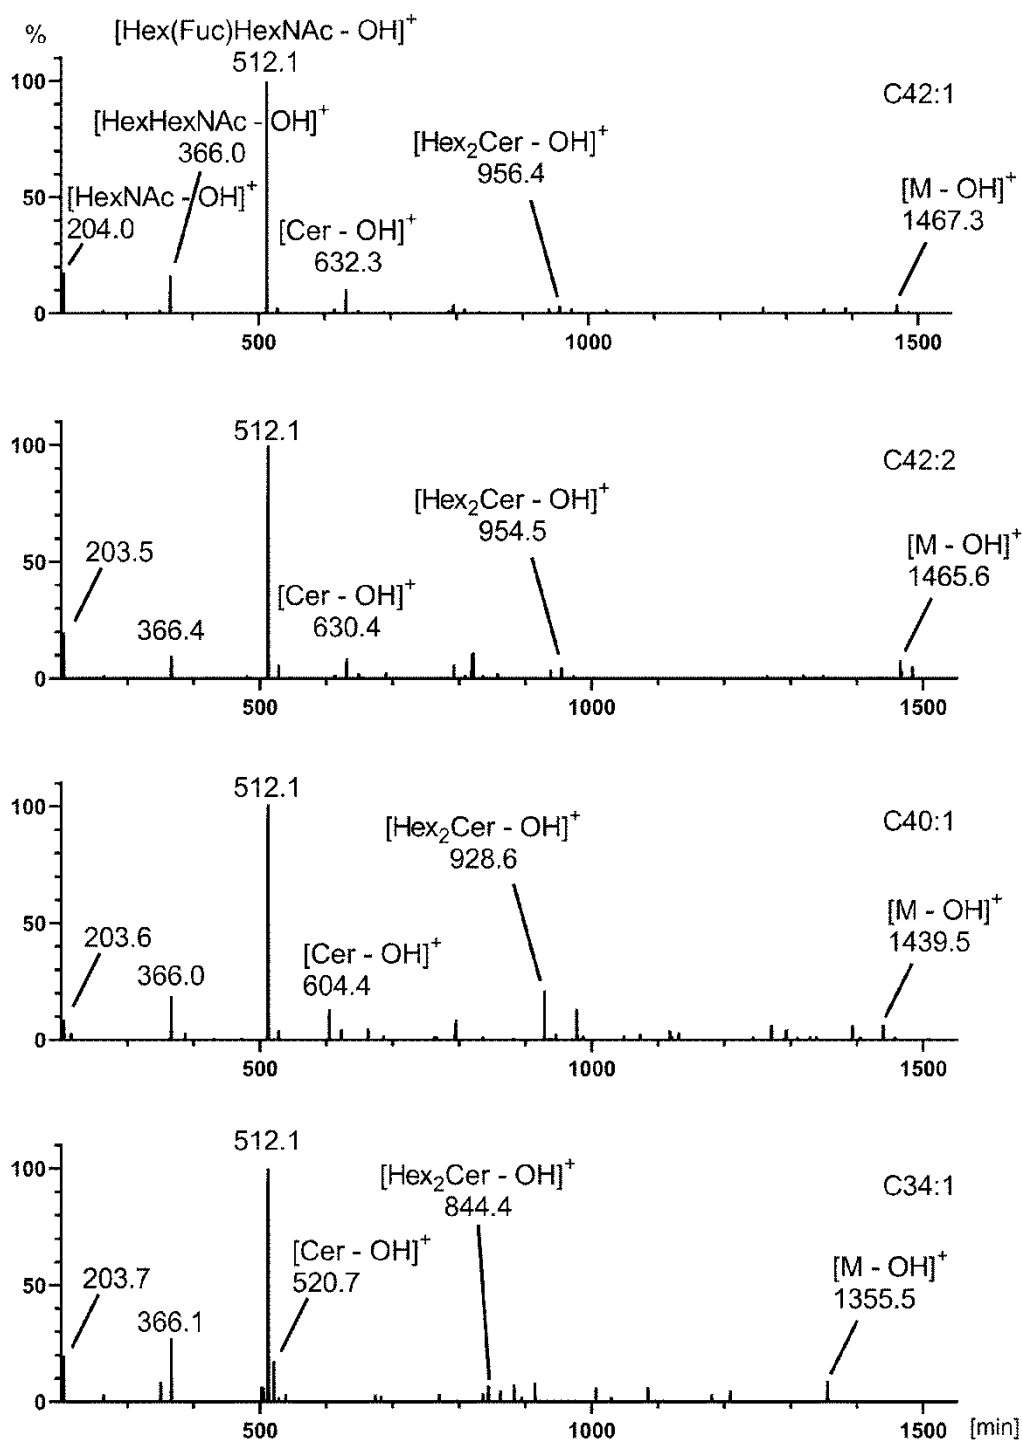 %
[Hex(Fuc)HexNAc - OH]+
512.1
100
C42:1
[HexHexNAc - OH]+
366.0
[Hex2Cer - OH]+
956.4
[HexNAc - OH]+
204.0
[M - OH]+
1467.3
50
[Cer - OH]+
632.3
0
500 1000 1500
512.1
100
C42:2
[Hex2Cer - OH]+
954.5
203.5
[M - OH]+
1465.6
50
[Cer - OH]+
630.4
366.4
0
500 1000 1500
512.1
100
C40:1
[Hex2Cer - OH]+
928.6
[M - OH]+
1439.5
50
203.6
[Cer - OH]+
604.4
366.0
0
500 1000 1500
512.1
100
C34:1
[Hex2Cer - OH]+
844.4
[Cer - OH]+
520.7
[M - OH]+
1355.5
50
203.7
366.1
0
500 1000 1500 [min]